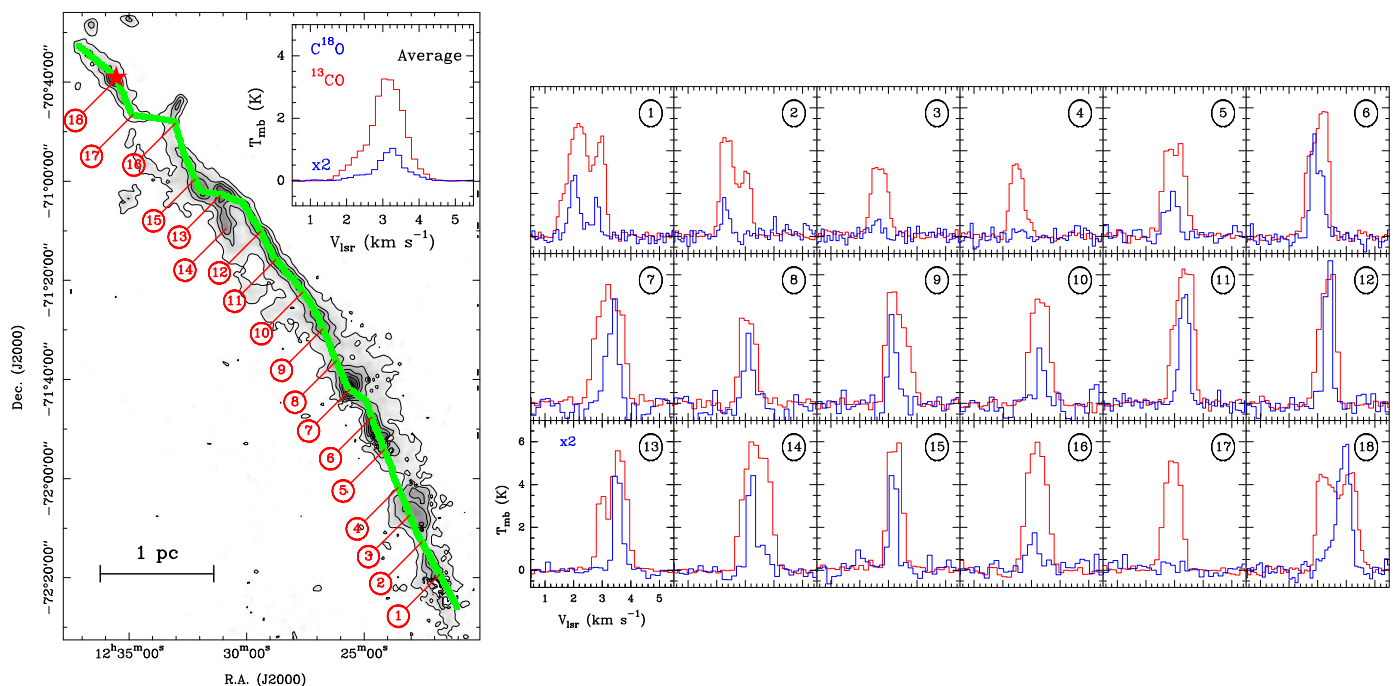 C¹⁸O
Average
¹³CO
T_mb (K)
4
2
0
x2
1 2 3 4 5
V_lsr (km s⁻¹)
−70°40′00″
−71°00′00″
−71°20′00″
−71°40′00″
−72°00′00″
−72°20′00″
Dec. (J2000)
18
17
16
15
13
14
12
11
10
9
8
7
6
5
4
3
2
1
1 pc
12ʰ35ᵐ00ˢ 30ᵐ00ˢ 25ᵐ00ˢ
R.A. (J2000)
1 2 3 4 5 6
7 8 9 10 11 12
x2 13 14 15 16 17 18
T_mb (K)
6
4
2
0
1 2 3 4 5
V_lsr (km s⁻¹)